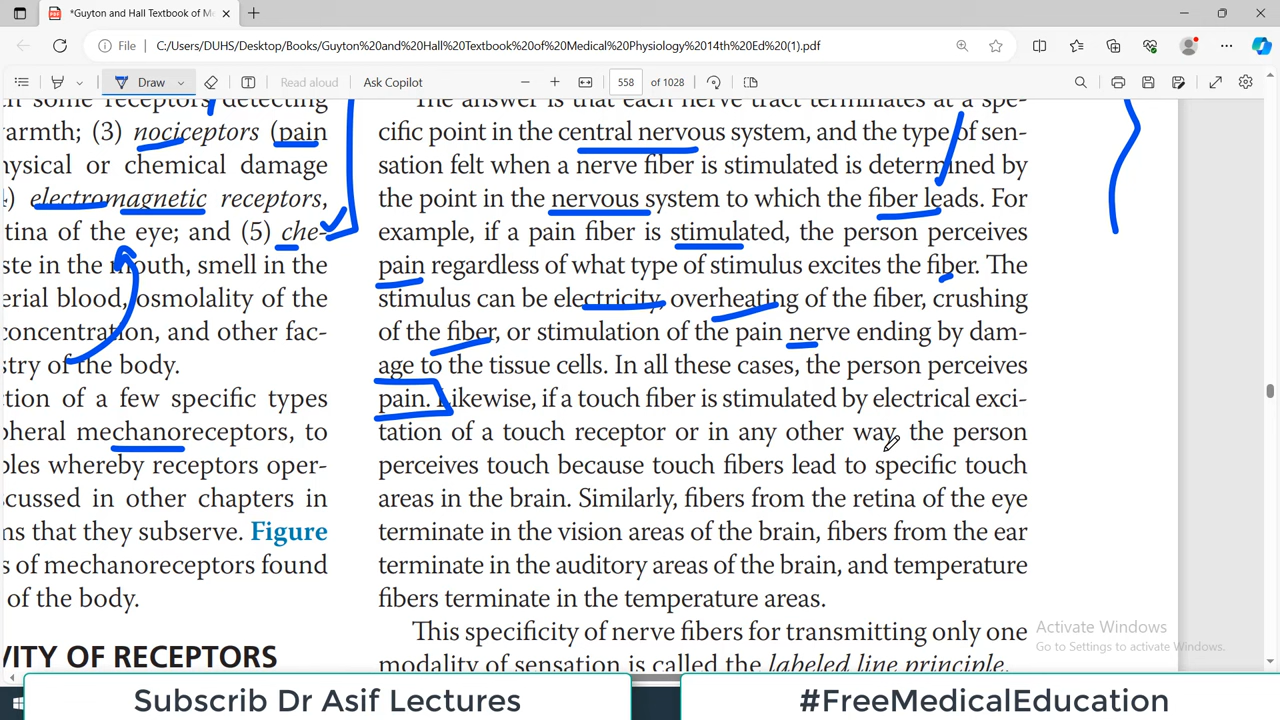 *Guyton and Hall Textbook of Me
File
C:/Users/DUHS/Desktop/Books/Guyton%20and%20Hall%20Textbook%20of%20Medical%20Physiology%2014th%20Ed%20(1).pdf
Draw
Read aloud
Ask Copilot
558 of 1028
h some receptors detecting
armth; (3) nociceptors (pain
hysical or chemical damage
4) electromagnetic receptors,
tina of the eye; and (5) che-
ste in the mouth, smell in the
erial blood, osmolality of the
concentration, and other fac-
stry of the body.
ction of a few specific types
pheral mechanoreceptors, to
ples whereby receptors oper-
scussed in other chapters in
ms that they subserve. Figure
s of mechanoreceptors found
of the body.
VITY OF RECEPTORS
The answer is that each nerve tract terminates at a spe-
cific point in the central nervous system, and the type of sen-
sation felt when a nerve fiber is stimulated is determined by
the point in the nervous system to which the fiber leads. For
example, if a pain fiber is stimulated, the person perceives
pain regardless of what type of stimulus excites the fiber. The
stimulus can be electricity, overheating of the fiber, crushing
of the fiber, or stimulation of the pain nerve ending by dam-
age to the tissue cells. In all these cases, the person perceives
pain. Likewise, if a touch fiber is stimulated by electrical exci-
tation of a touch receptor or in any other way, the person
perceives touch because touch fibers lead to specific touch
areas in the brain. Similarly, fibers from the retina of the eye
terminate in the vision areas of the brain, fibers from the ear
terminate in the auditory areas of the brain, and temperature
fibers terminate in the temperature areas.
This specificity of nerve fibers for transmitting only one
modality of sensation is called the labeled line principle.
Activate Windows
Go to Settings to activate Windows.
Subscrib Dr Asif Lectures
#FreeMedicalEducation